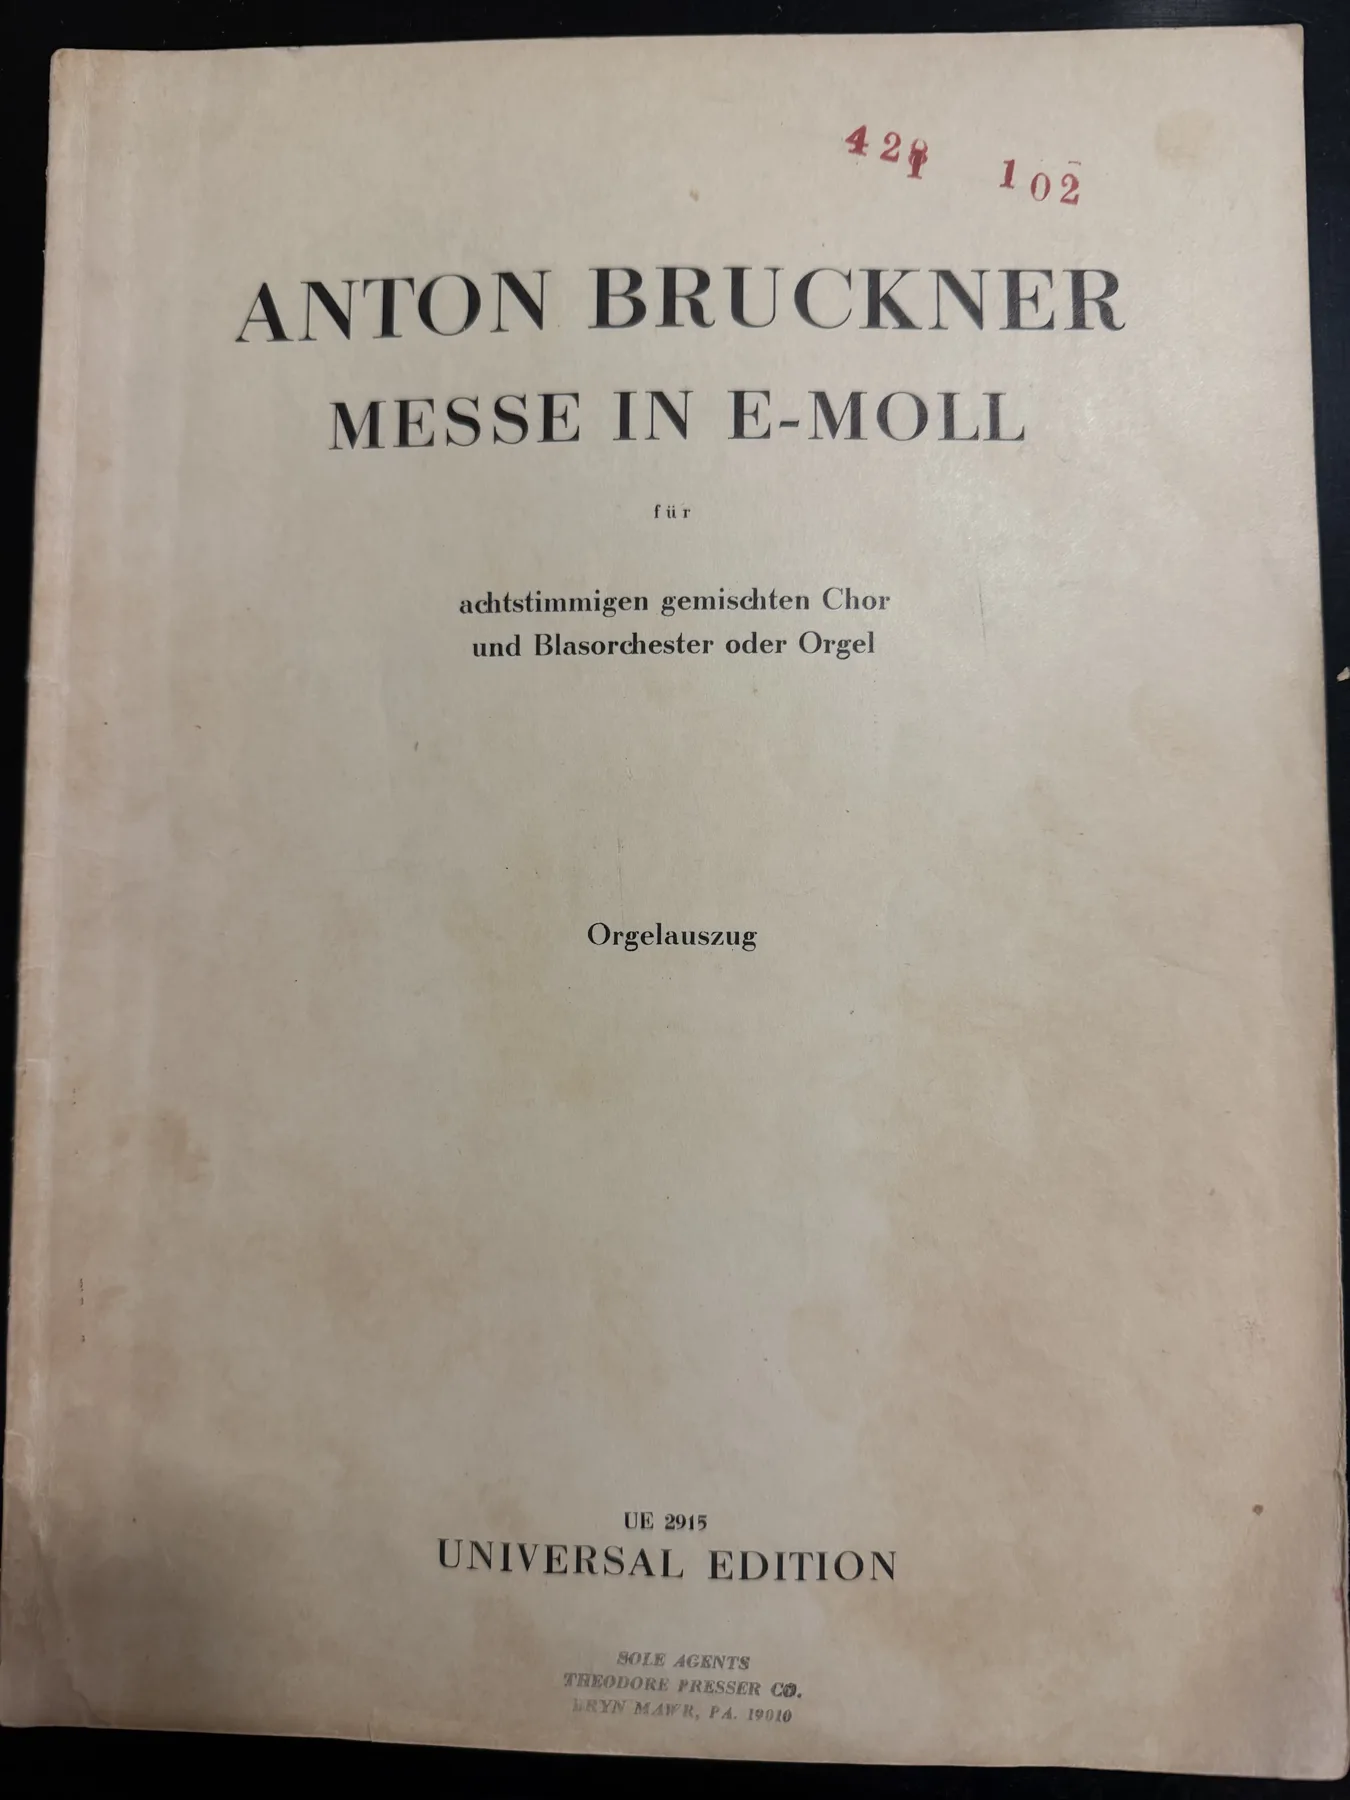 428 102
ANTON BRUCKNER
MESSE IN E-MOLL
für
achtstimmigen gemischten Chor
und Blasorchester oder Orgel
Orgelauszug
UE 2915
UNIVERSAL EDITION
SOLE AGENTS
THEODORE PRESSER CO.
BRYN MAWR, PA. 19010